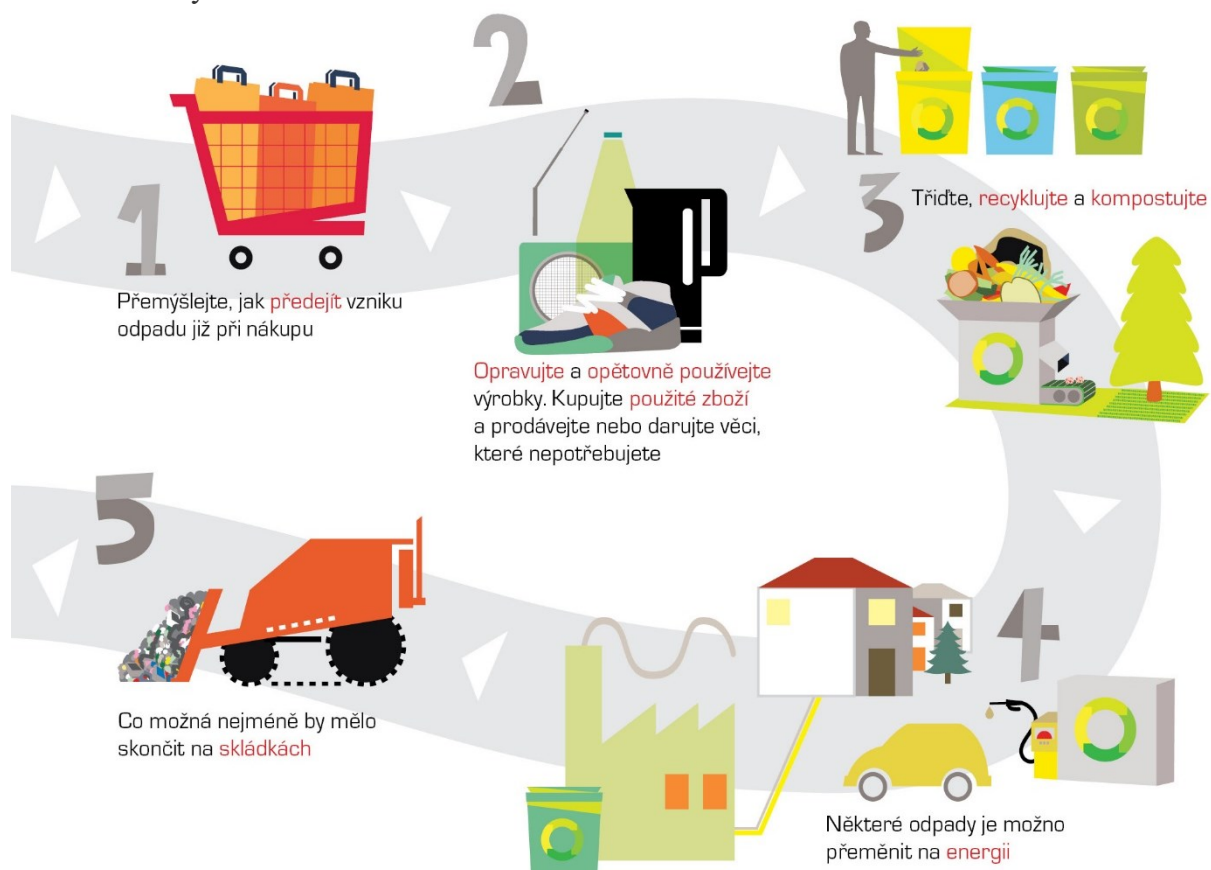 1
Přemýšlejte, jak předejít vzniku
odpadu již při nákupu
2
Opravujte a opětovně používejte
výrobky. Kupujte použité zboží
a prodávejte nebo darujte věci,
které nepotřebujete
3
Třiďte, recyklujte a kompostujte
4
Některé odpady je možno
přeměnit na energii
5
Co možná nejméně by mělo
skončit na skládkách